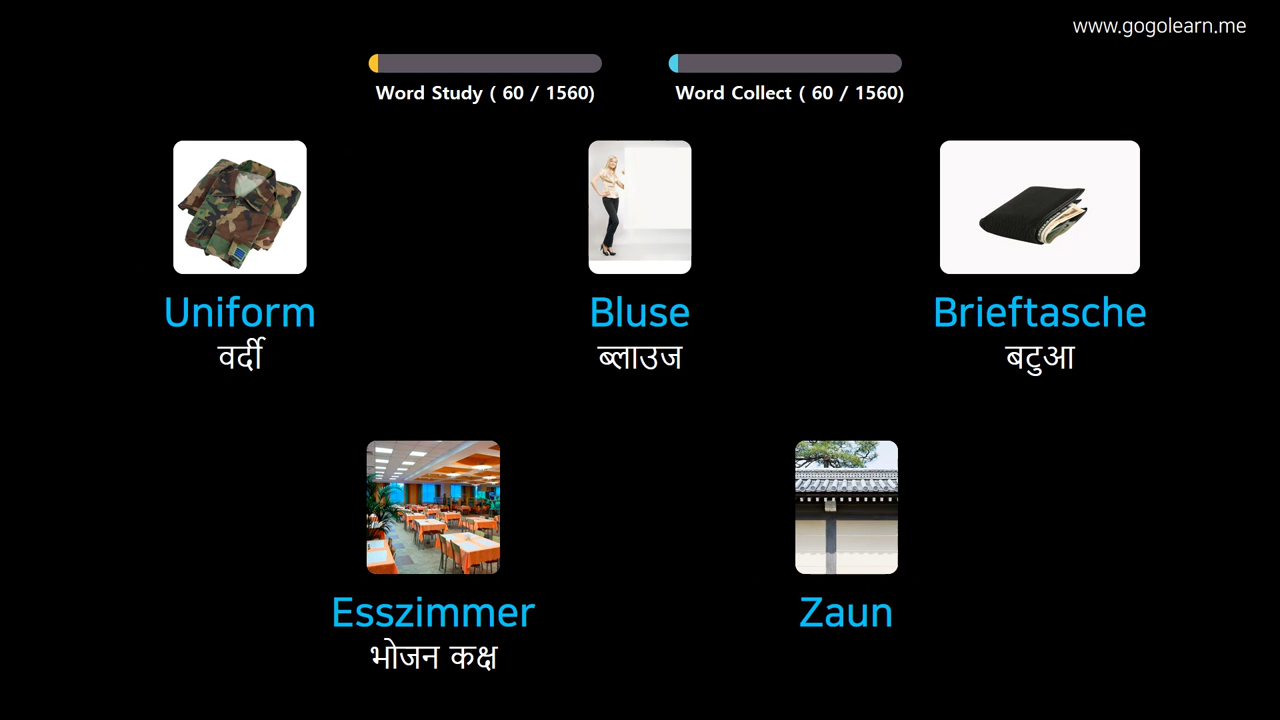 www.gogolearn.me
Word Study ( 60 / 1560)
Word Collect ( 60 / 1560)
Uniform
वर्दी
Bluse
ब्लाउज
Brieftasche
बटुआ
Esszimmer
भोजन कक्ष
Zaun